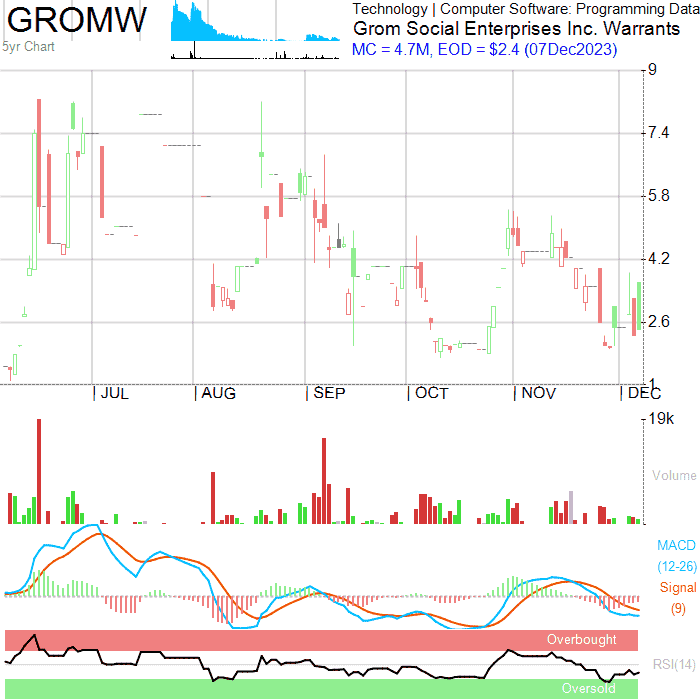 GROMW
5yr Chart
Technology | Computer Software: Programming Data
Grom Social Enterprises Inc. Warrants
MC = 4.7M, EOD = $2.4 (07Dec2023)
9
7.4
5.8
4.2
2.6
1
JUL
AUG
SEP
OCT
NOV
DEC
19k
Volume
MACD
(12-26)
Signal
(9)
Overbought
RSI(14)
Oversold